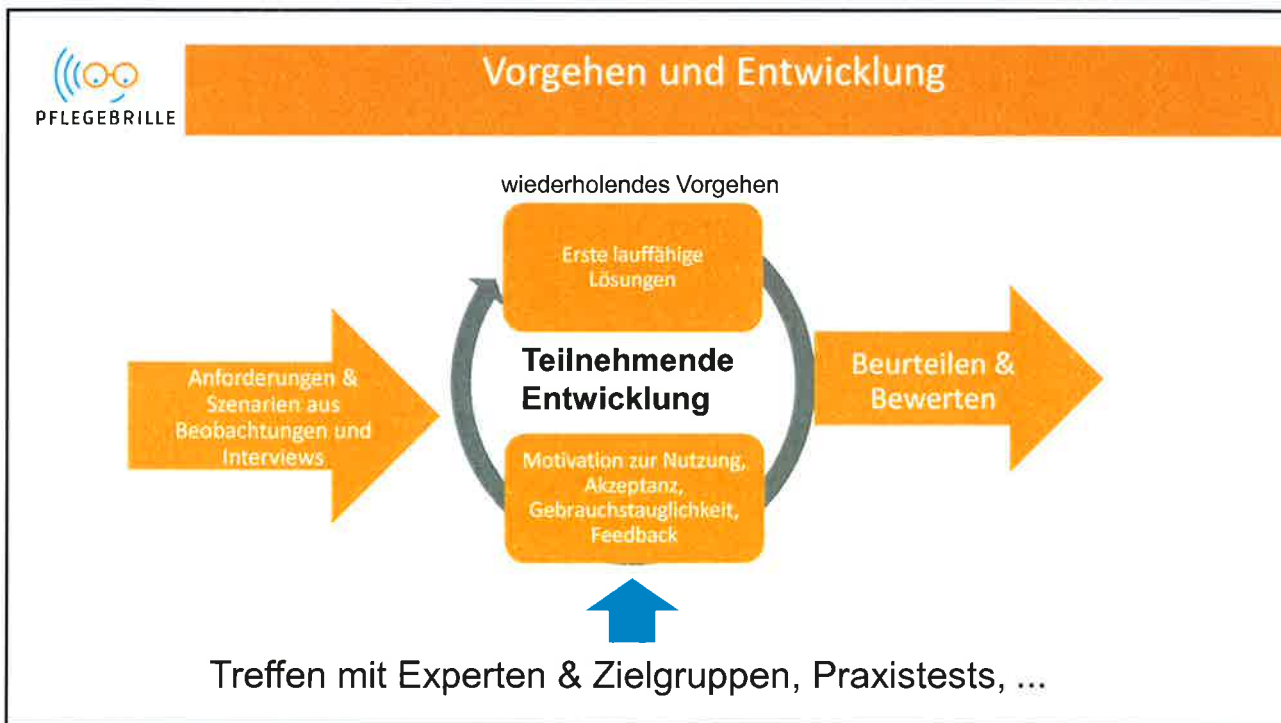 PFLEGEBRILLE
Vorgehen und Entwicklung
wiederholendes Vorgehen
Erste lauffähige
Lösungen
Anforderungen &
Szenarien aus
Beobachtungen und
Interviews
Teilnehmende
Entwicklung
Beurteilen &
Bewerten
Motivation zur Nutzung,
Akzeptanz,
Gebrauchstauglichkeit,
Feedback
Treffen mit Experten & Zielgruppen, Praxistests, ...